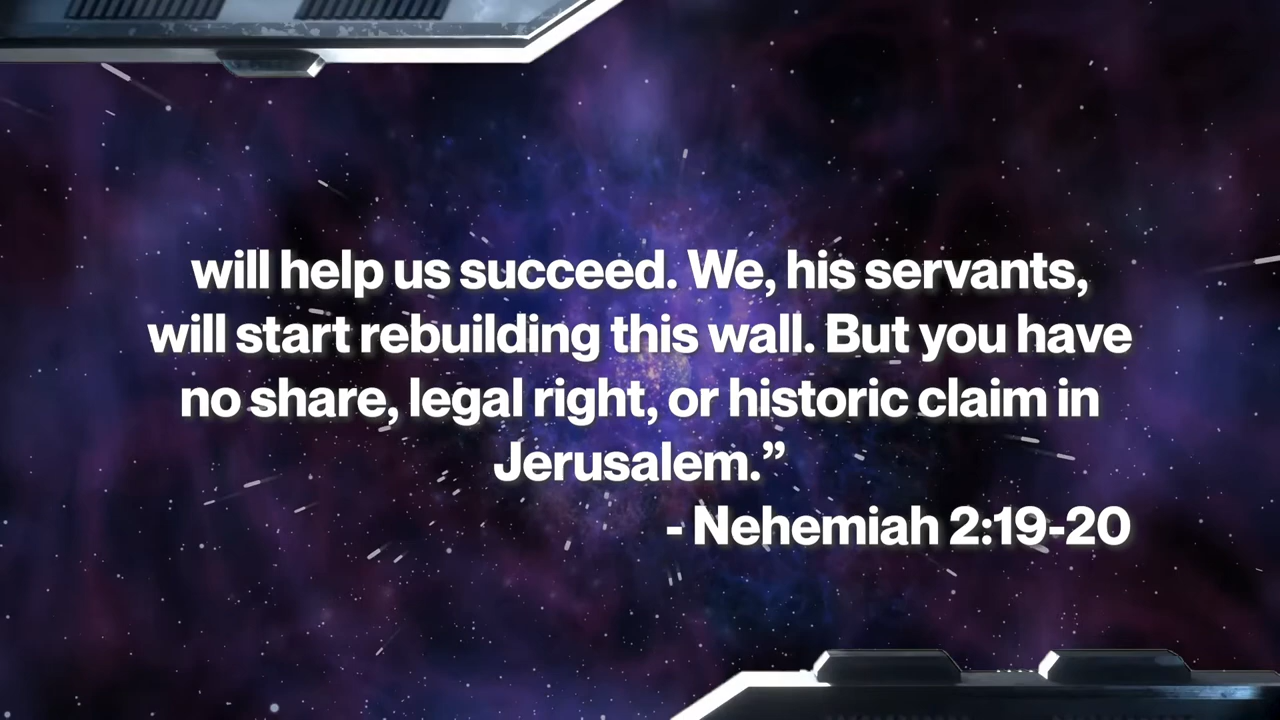 will help us succeed. We, his servants,
will start rebuilding this wall. But you have
no share, legal right, or historic claim in
Jerusalem.”
- Nehemiah 2:19-20